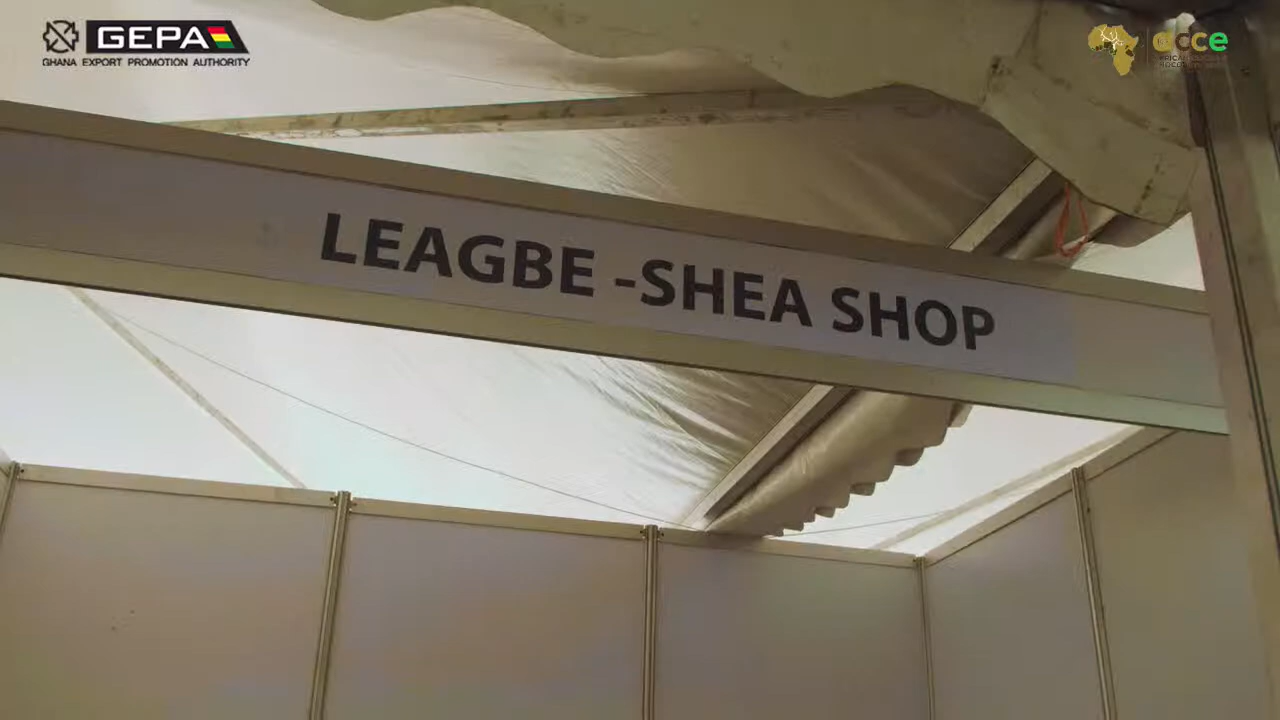 GEPA
GHANA EXPORT PROMOTION AUTHORITY
acce
LEAGBE -SHEA SHOP